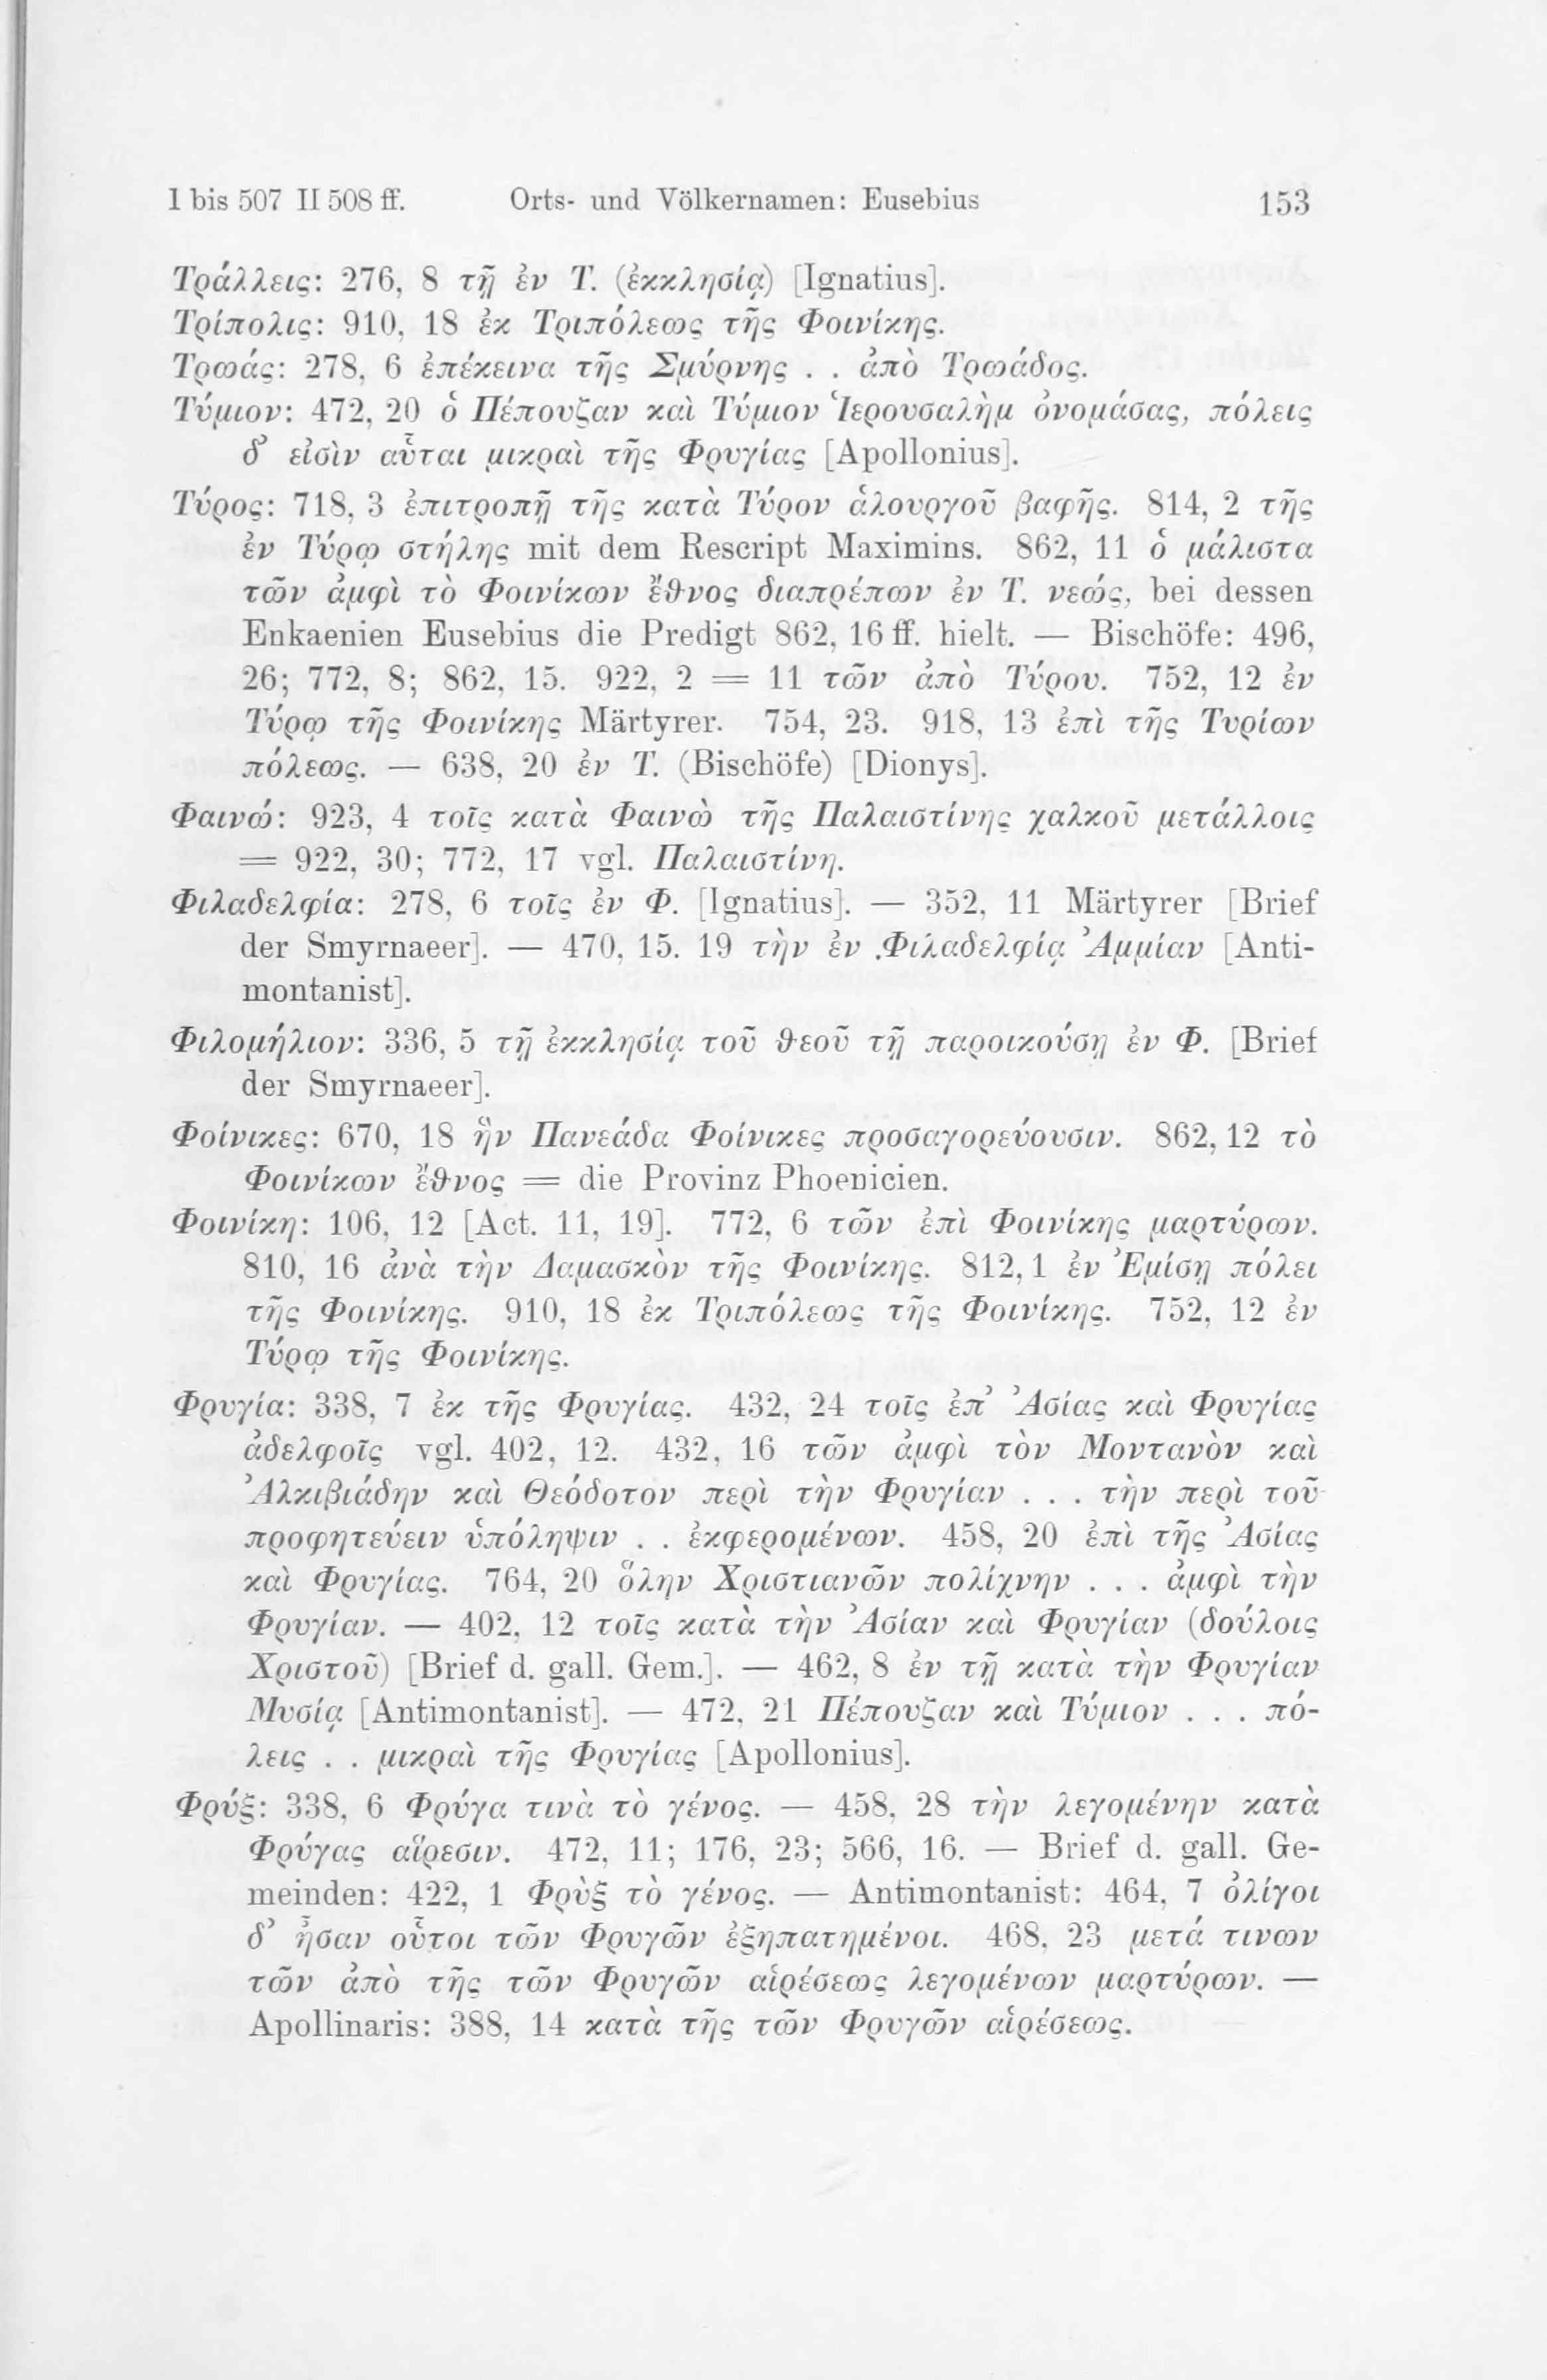 1 bis 507 II 508 ff. Orts- und Völkernamen: Eusebius 153
Τράλλεις: 276, 8 τῇ ἐν Τ. (ἐκκλησίᾳ) [Ignatius].
Τρίπολις: 910, 18 ἐκ Τριπόλεως τῆς Φοινίκης.
Τρωάς: 278, 6 ἐπέκεινα τῆς Σμύρνης . . ἀπὸ Τρωάδος.
Τύμιον: 472, 20 ὁ Πέπουζαν καὶ Τύμιον Ἱερουσαλὴμ ὀνομάσας, πόλεις
δ’ εἰσὶν αὗται μικραὶ τῆς Φρυγίας [Apollonius].
Τύρος: 718, 3 ἐπιτροπῇ τῆς κατὰ Τύρον ἁλουργοῦ βαφῆς. 814, 2 τῆς
ἐν Τύρῳ στήλης mit dem Rescript Maximins. 862, 11 ὁ μάλιστα
τῶν ἀμφὶ τὸ Φοινίκων ἔθνος διαπρέπων ἐν Τ. νεώς, bei dessen
Enkaenien Eusebius die Predigt 862, 16 ff. hielt. — Bischöfe: 496,
26; 772, 8; 862, 15. 922, 2 = 11 τῶν ἀπὸ Τύρου. 752, 12 ἐν
Τύρῳ τῆς Φοινίκης Märtyrer. 754, 23. 918, 13 ἐπὶ τῆς Τυρίων
πόλεως. — 638, 20 ἐν Τ. (Bischöfe) [Dionys].
Φαινώ: 923, 4 τοῖς κατὰ Φαινὼ τῆς Παλαιστίνης χαλκοῦ μετάλλοις
= 922, 30; 772, 17 vgl. Παλαιστίνη.
Φιλαδελφία: 278, 6 τοῖς ἐν Φ. [Ignatius]. — 352, 11 Märtyrer [Brief
der Smyrnaeer]. — 470, 15. 19 τὴν ἐν Φιλαδελφίᾳ Ἀμμίαν [Anti-
montanist].
Φιλομήλιον: 336, 5 τῇ ἐκκλησίᾳ τοῦ θεοῦ τῇ παροικούσῃ ἐν Φ. [Brief
der Smyrnaeer].
Φοίνικες: 670, 18 ἣν Πανεάδα Φοίνικες προσαγορεύουσιν. 862, 12 τὸ
Φοινίκων ἔθνος = die Provinz Phoenicien.
Φοινίκη: 106, 12 [Act. 11, 19]. 772, 6 τῶν ἐπὶ Φοινίκης μαρτύρων.
810, 16 ἀνὰ τὴν Δαμασκὸν τῆς Φοινίκης. 812, 1 ἐν Ἐμίσῃ πόλει
τῆς Φοινίκης. 910, 18 ἐκ Τριπόλεως τῆς Φοινίκης. 752, 12 ἐν
Τύρῳ τῆς Φοινίκης.
Φρυγία: 338, 7 ἐκ τῆς Φρυγίας. 432, 24 τοῖς ἐπ’ Ἀσίας καὶ Φρυγίας
ἀδελφοῖς vgl. 402, 12. 432, 16 τῶν ἀμφὶ τὸν Μοντανὸν καὶ
Ἀλκιβιάδην καὶ Θεόδοτον περὶ τὴν Φρυγίαν . . . τὴν περὶ τοῦ
προφητεύειν ὑπόληψιν . . ἐκφερομένων. 458, 20 ἐπὶ τῆς Ἀσίας
καὶ Φρυγίας. 764, 20 ὅλην Χριστιανῶν πολίχνην . . . ἀμφὶ τὴν
Φρυγίαν. — 402, 12 τοῖς κατὰ τὴν Ἀσίαν καὶ Φρυγίαν (δούλοις
Χριστοῦ) [Brief d. gall. Gem.]. — 462, 8 ἐν τῇ κατὰ τὴν Φρυγίαν
Μυσίᾳ [Antimontanist]. — 472, 21 Πέπουζαν καὶ Τύμιον . . . πό-
λεις . . μικραὶ τῆς Φρυγίας [Apollonius].
Φρύξ: 338, 6 Φρύγα τινὰ τὸ γένος. — 458, 28 τὴν λεγομένην κατὰ
Φρύγας αἵρεσιν. 472, 11; 176, 23; 566, 16. — Brief d. gall. Ge-
meinden: 422, 1 Φρὺξ τὸ γένος. — Antimontanist: 464, 7 ὀλίγοι
δ’ ἦσαν οὗτοι τῶν Φρυγῶν ἐξηπατημένοι. 468, 23 μετά τινων
τῶν ἀπὸ τῆς τῶν Φρυγῶν αἱρέσεως λεγομένων μαρτύρων. —
Apollinaris: 388, 14 κατὰ τῆς τῶν Φρυγῶν αἱρέσεως.